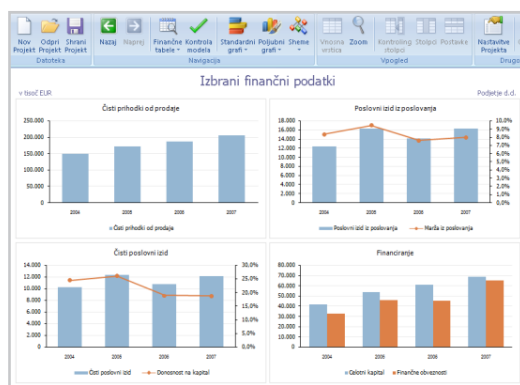 Nov Projekt
Odpri Projekt
Shrani Projekt
Nazaj
Naprej
Finančne tabele
Kontrola modela
Standardni grafi
Poljubni grafi
Sheme
Vnosna vrstica
Zoom
Kontroling stolpci
Stolpci
Postavke
Nastavitve Projekta
Datoteka
Navigacija
Vpogled
Drugo
Izbrani finančni podatki
v tisoč EUR
Podjetje d.d.
Čisti prihodki od prodaje
250.000
200.000
150.000
100.000
50.000
0
2004
2005
2006
2007
Čisti prihodki od prodaje
Poslovni izid iz poslovanja
18.000
16.000
14.000
12.000
10.000
8.000
6.000
4.000
2.000
0
10,0%
9,0%
8,0%
7,0%
6,0%
5,0%
4,0%
3,0%
2,0%
1,0%
0,0%
2004
2005
2006
2007
Poslovni izid iz poslovanja
Marža iz poslovanja
Čisti poslovni izid
14.000
12.000
10.000
8.000
6.000
4.000
2.000
0
30,0%
25,0%
20,0%
15,0%
10,0%
5,0%
0,0%
2004
2005
2006
2007
Čisti poslovni izid
Donosnost na kapital
Financiranje
80.000
70.000
60.000
50.000
40.000
30.000
20.000
10.000
0
2004
2005
2006
2007
Celotni kapital
Finančne obveznosti